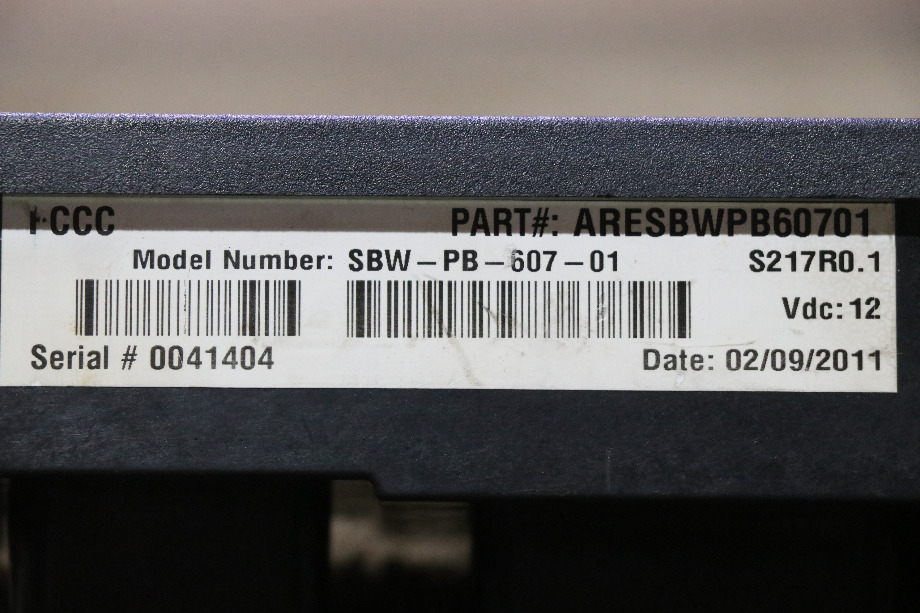 I-CCC PART#: ARESBWPB60701
Model Number: SBW-PB-607-01 S217R0.1
Vdc: 12
Serial # 0041404 Date: 02/09/2011